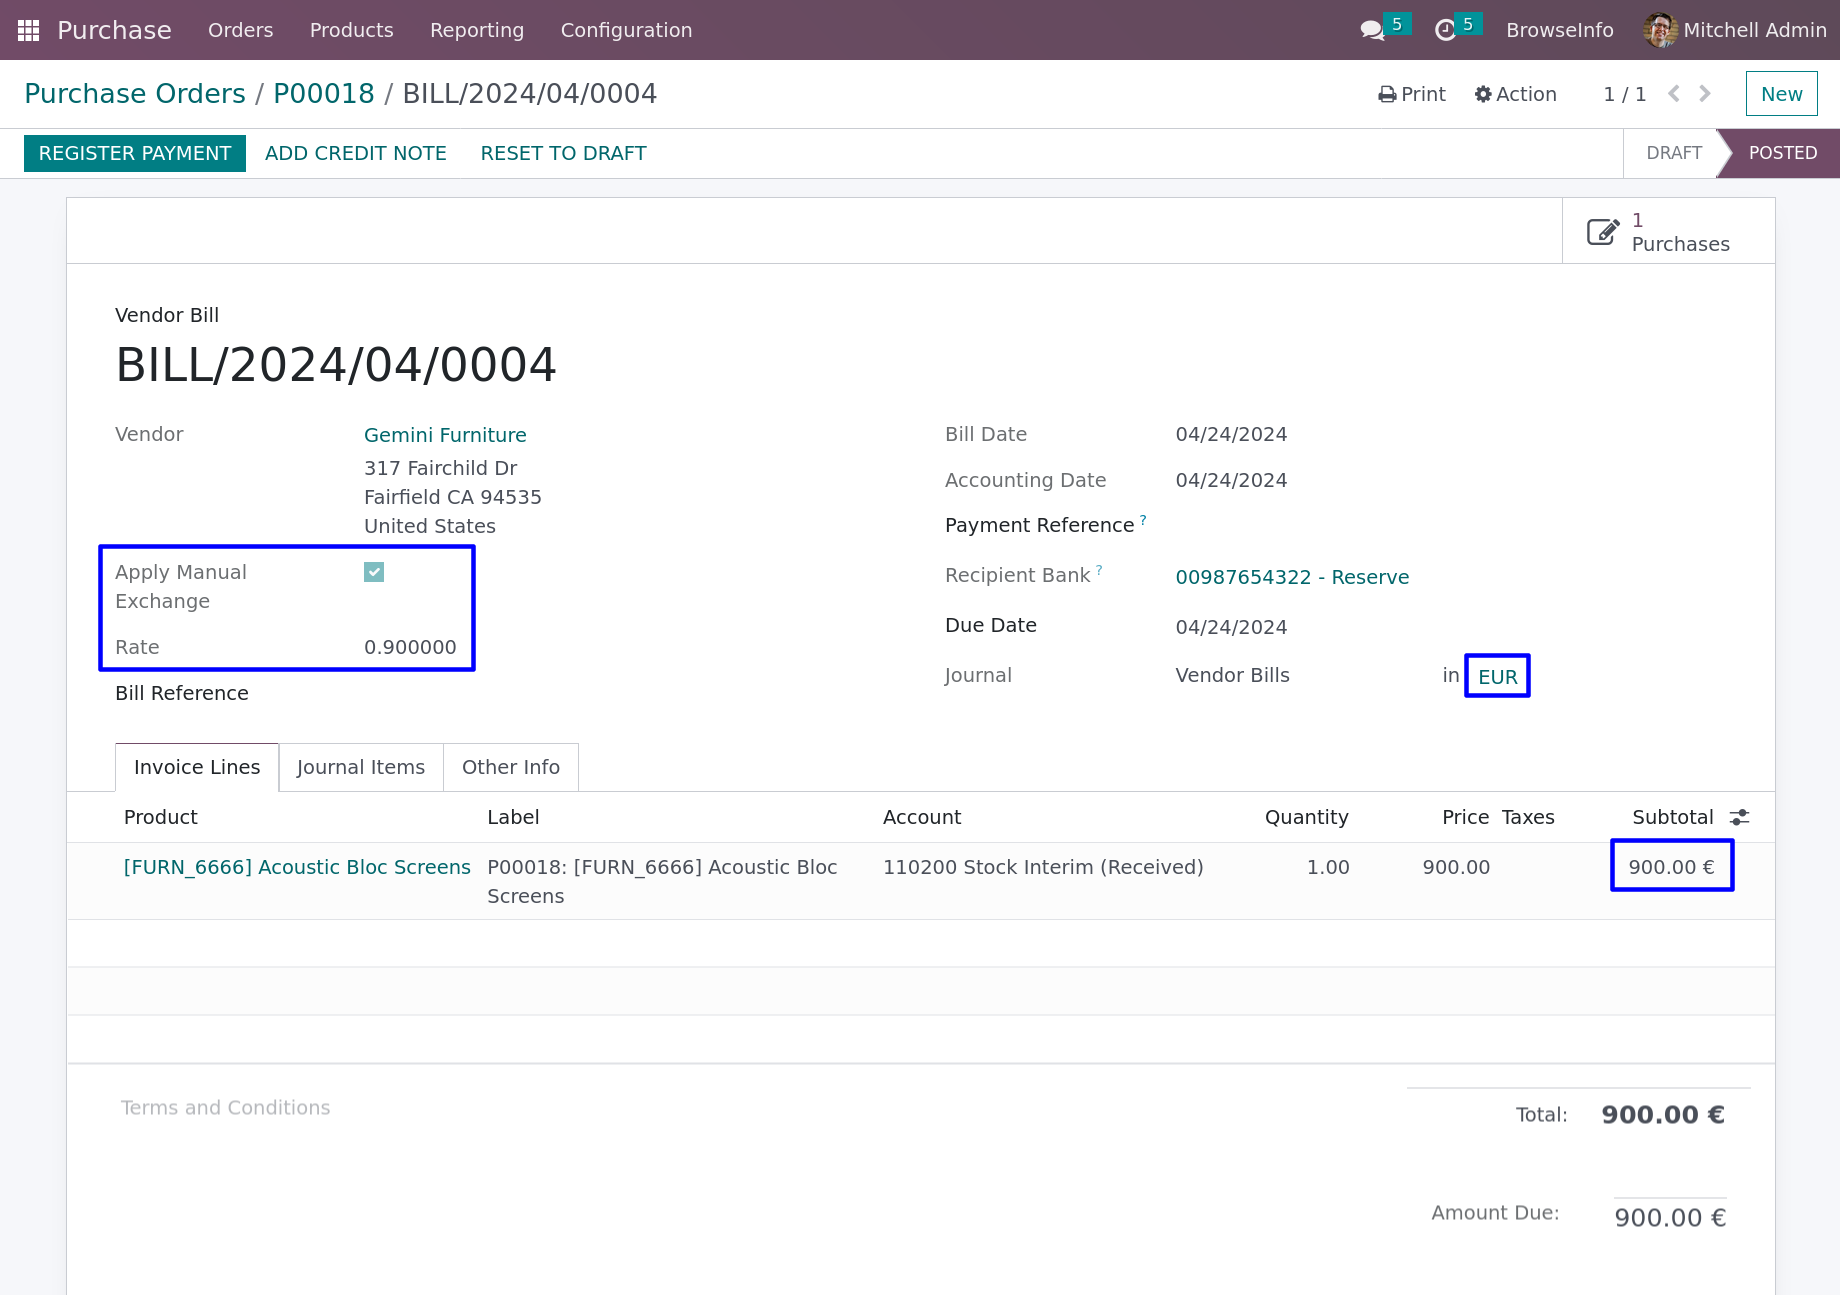 Purchase Orders Products Reporting Configuration 5 5 BrowseInfo Mitchell Admin
Purchase Orders / P00018 / BILL/2024/04/0004 Print Action 1 / 1 New
REGISTER PAYMENT ADD CREDIT NOTE RESET TO DRAFT DRAFT POSTED
1
Purchases
Vendor Bill
BILL/2024/04/0004
Vendor Gemini Furniture
317 Fairchild Dr
Fairfield CA 94535
United States
Apply Manual
Exchange
Rate 0.900000
Bill Reference
Bill Date 04/24/2024
Accounting Date 04/24/2024
Payment Reference ?
Recipient Bank ? 00987654322 - Reserve
Due Date 04/24/2024
Journal Vendor Bills in EUR
Invoice Lines Journal Items Other Info
Product Label Account Quantity Price Taxes Subtotal
[FURN_6666] Acoustic Bloc Screens P00018: [FURN_6666] Acoustic Bloc 110200 Stock Interim (Received) 1.00 900.00 900.00 €
Screens
Terms and Conditions
Total: 900.00 €
Amount Due: 900.00 €